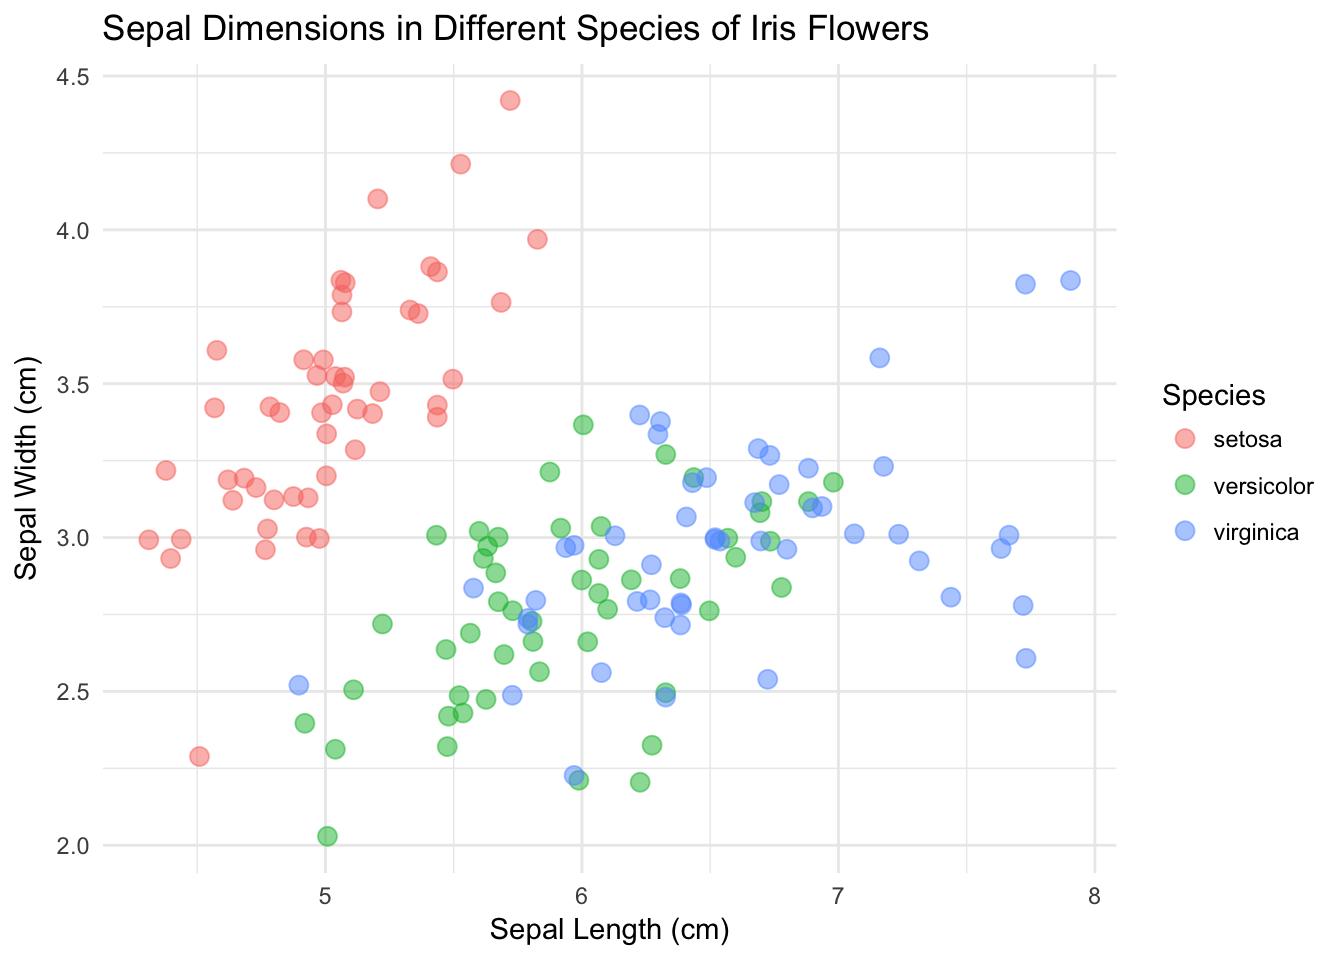 Sepal Dimensions in Different Species of Iris Flowers
4.5
4.0
3.5
3.0
2.5
2.0
Sepal Width (cm)
5 6 7 8
Sepal Length (cm)
Species
setosa
versicolor
virginica